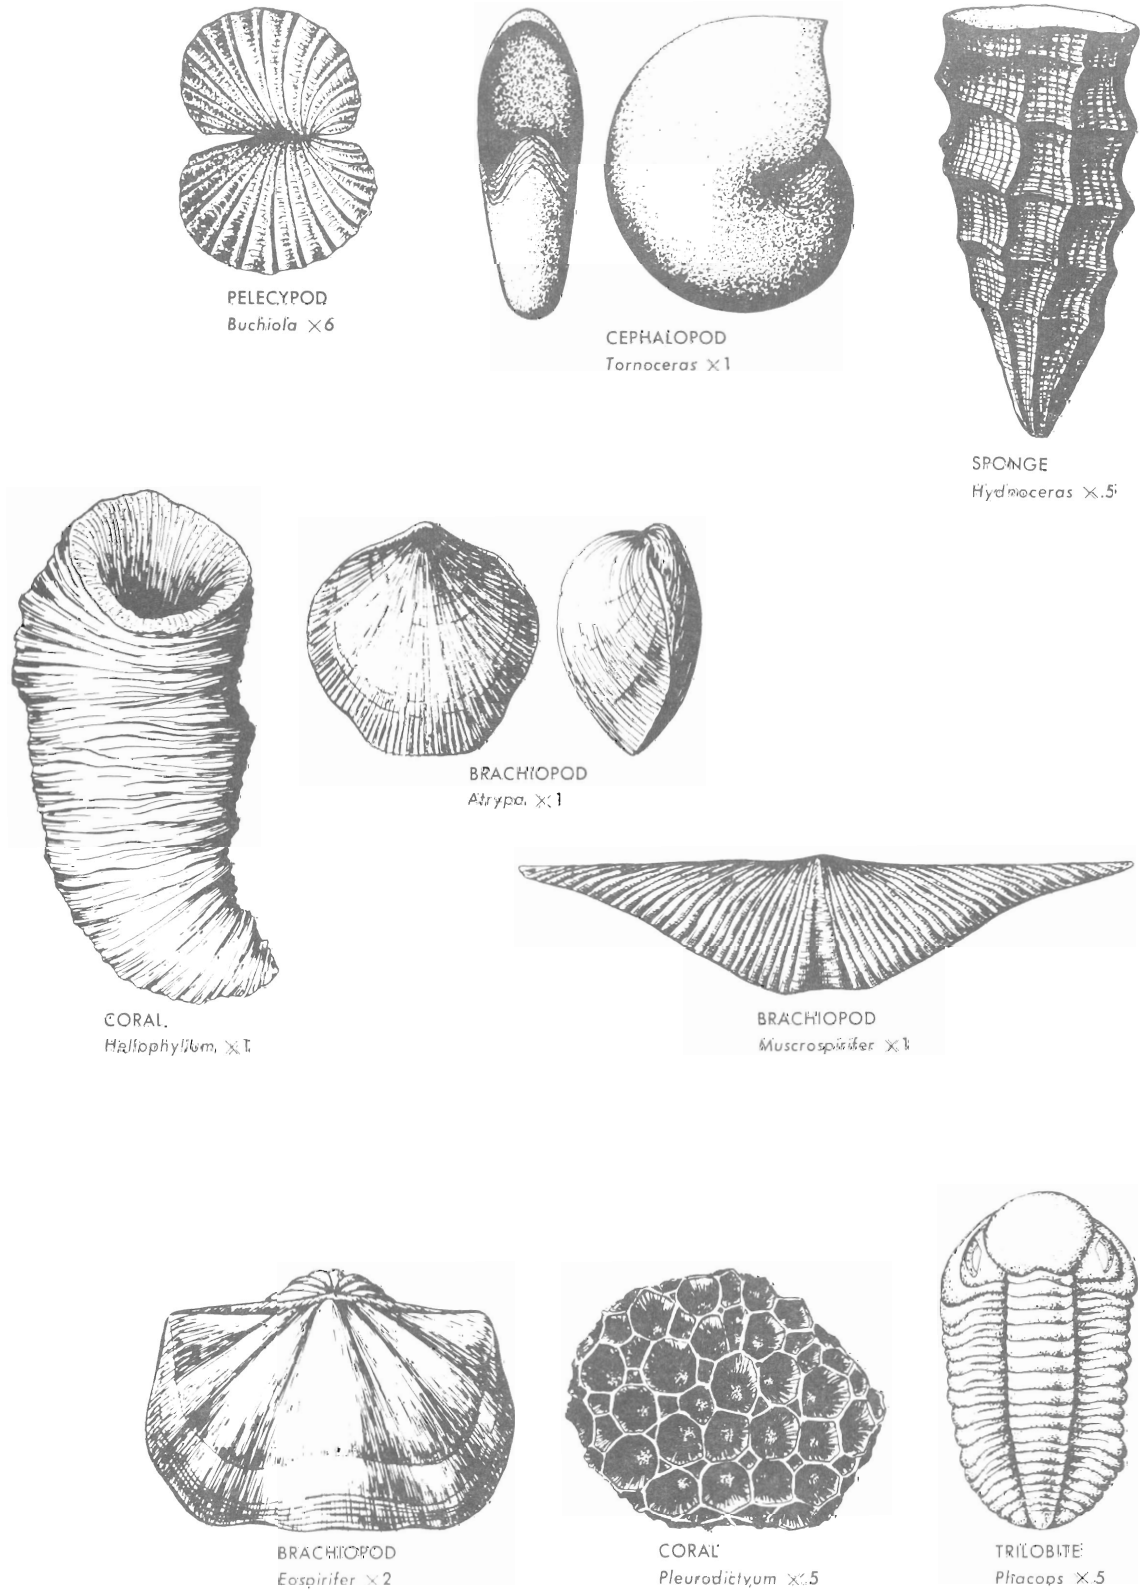 PELECYPOD
Buchiola ×6
CEPHALOPOD
Tornoceras ×1
SPONGE
Hydnoceras ×.5
BRACHIOPOD
Atrypa ×1
CORAL
Heliophyllum ×1
BRACHIOPOD
Muscrospirifer ×1
BRACHIOPOD
Eospirifer ×2
CORAL
Pleurodictyum ×.5
TRILOBITE
Phacops ×.5